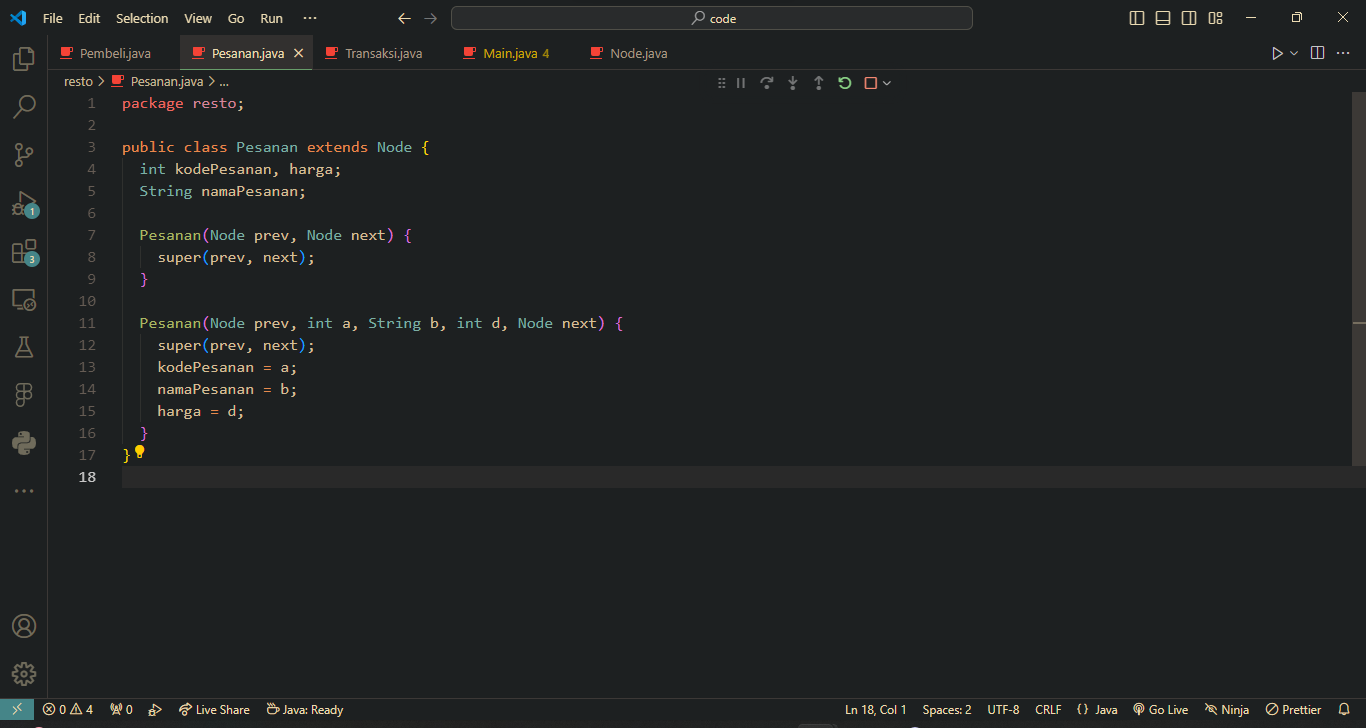 File Edit Selection View Go Run ··· code
Pembeli.java Pesanan.java Transaksi.java Main.java 4 Node.java
resto > Pesanan.java > ...
1 package resto;
2
3 public class Pesanan extends Node {
4 int kodePesanan, harga;
5 String namaPesanan;
6
7 Pesanan(Node prev, Node next) {
8 super(prev, next);
9 }
10
11 Pesanan(Node prev, int a, String b, int d, Node next) {
12 super(prev, next);
13 kodePesanan = a;
14 namaPesanan = b;
15 harga = d;
16 }
17 }
18
1
3
0 4 0 Live Share Java: Ready Ln 18, Col 1 Spaces: 2 UTF-8 CRLF {} Java Go Live Ninja Prettier